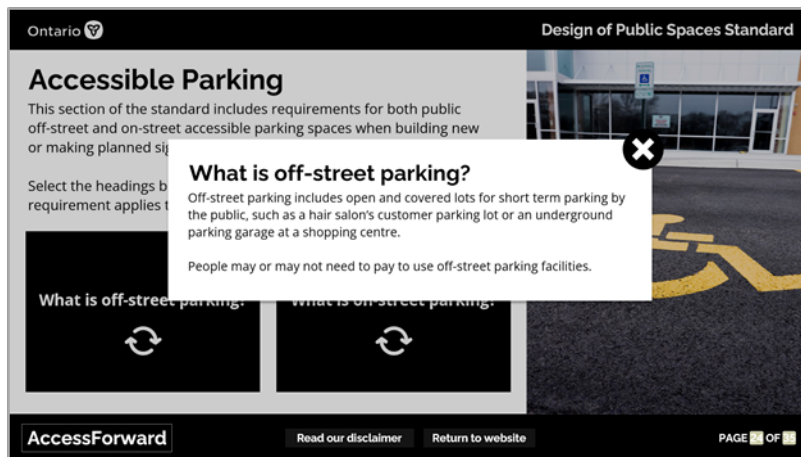 Ontario
Design of Public Spaces Standard
Accessible Parking
This section of the standard includes requirements for both public
off-street and on-street accessible parking spaces when building new
or making planned
Select the headings
requirement applies
What is off-street parking?
Off-street parking includes open and covered lots for short term parking by
the public, such as a hair salon's customer parking lot or an underground
parking garage at a shopping centre.
People may or may not need to pay to use off-street parking facilities.
What is off-street parking?
What is on-street parking?
AccessForward
Read our disclaimer
Return to website
PAGE 24 OF 35